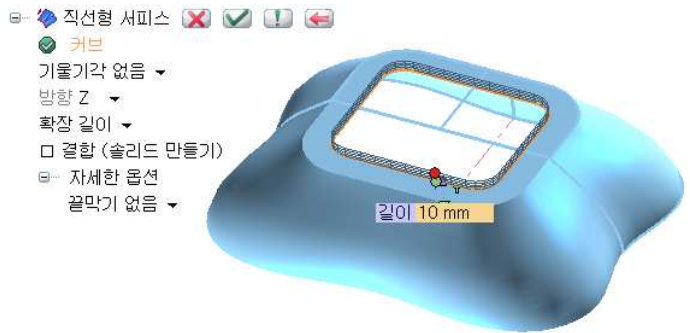 직선형 서피스
커브
기울기각 없음
방향 Z
확장 길이
결합 (솔리드 만들기)
자세한 옵션
끝막기 없음
길이 10 mm